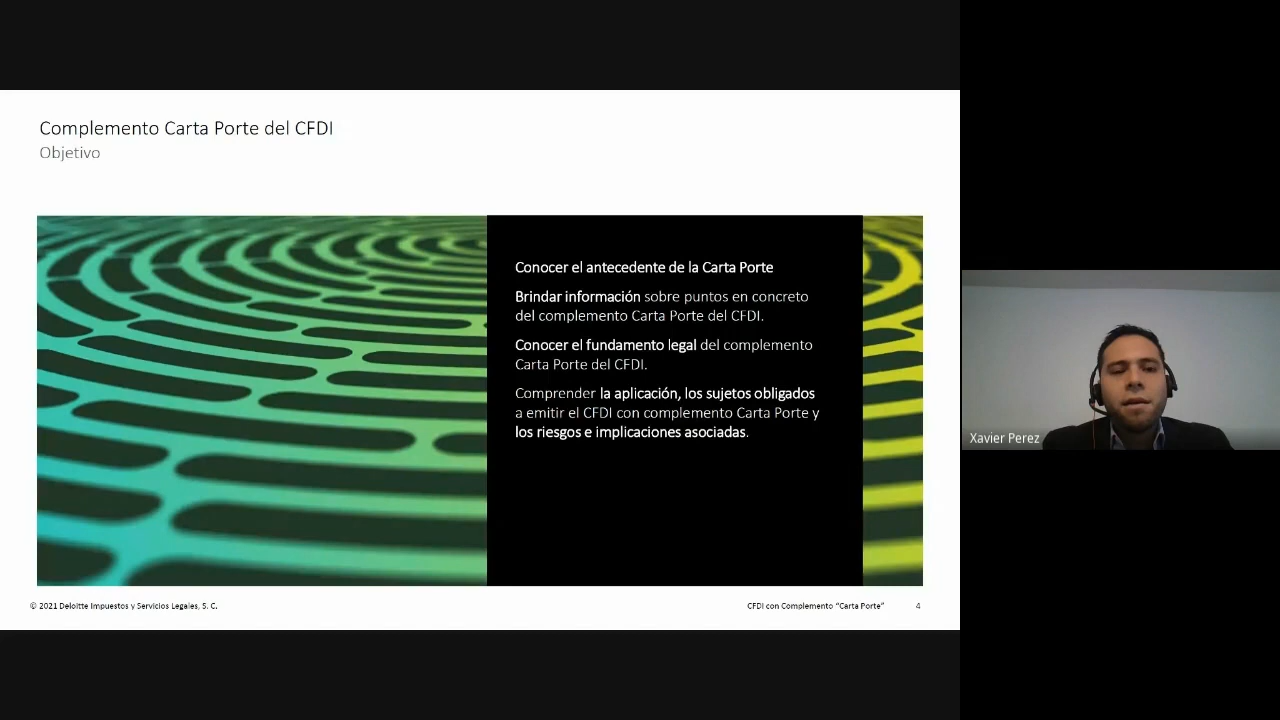 Complemento Carta Porte del CFDI
Objetivo
Conocer el antecedente de la Carta Porte
Brindar información sobre puntos en concreto
del complemento Carta Porte del CFDI.
Conocer el fundamento legal del complemento
Carta Porte del CFDI.
Comprender la aplicación, los sujetos obligados
a emitir el CFDI con complemento Carta Porte y
los riesgos e implicaciones asociadas.
© 2021 Deloitte Impuestos y Servicios Legales, S. C.
CFDI con Complemento “Carta Porte” 4
Xavier Perez